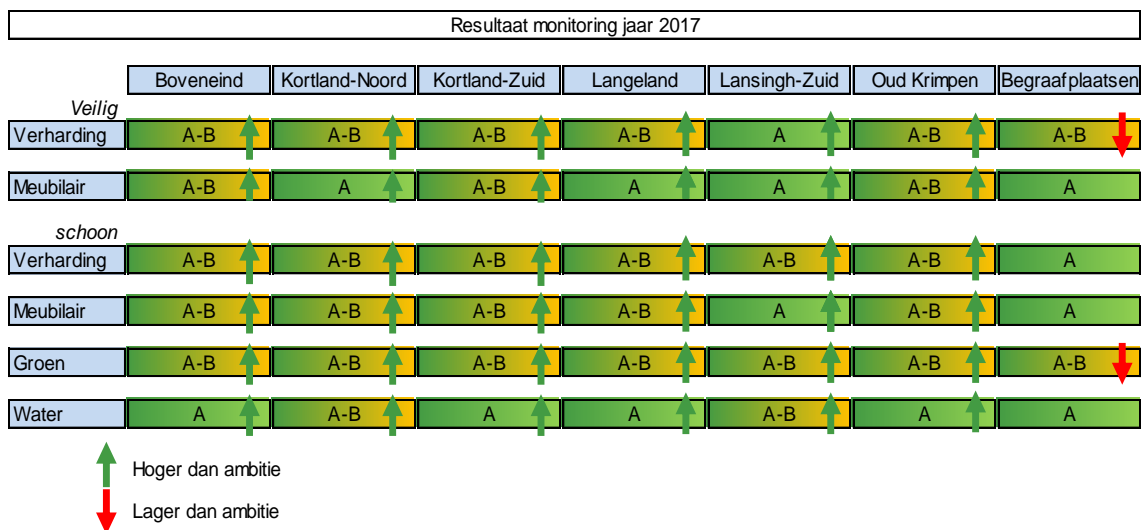 Resultaat monitoring jaar 2017
Boveneind Kortland-Noord Kortland-Zuid Langeland Lansingh-Zuid Oud Krimpen Begraafplaatsen
Veilig
Verharding A-B A-B A-B A-B A A-B A-B
Meubilair A-B A A-B A A A-B A
schoon
Verharding A-B A-B A-B A-B A-B A-B A
Meubilair A-B A-B A-B A-B A A-B A
Groen A-B A-B A-B A-B A-B A-B A-B
Water A A-B A A A-B A A
Hoger dan ambitie
Lager dan ambitie